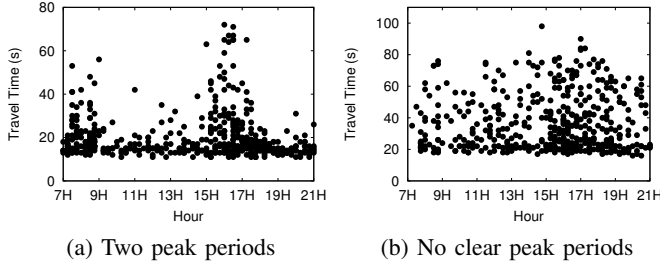 80
60
40
20
0
Travel Time (s)
7H 9H 11H 13H 15H 17H 19H 21H
Hour
(a) Two peak periods
100
80
60
40
20
0
Travel Time (s)
7H 9H 11H 13H 15H 17H 19H 21H
Hour
(b) No clear peak periods